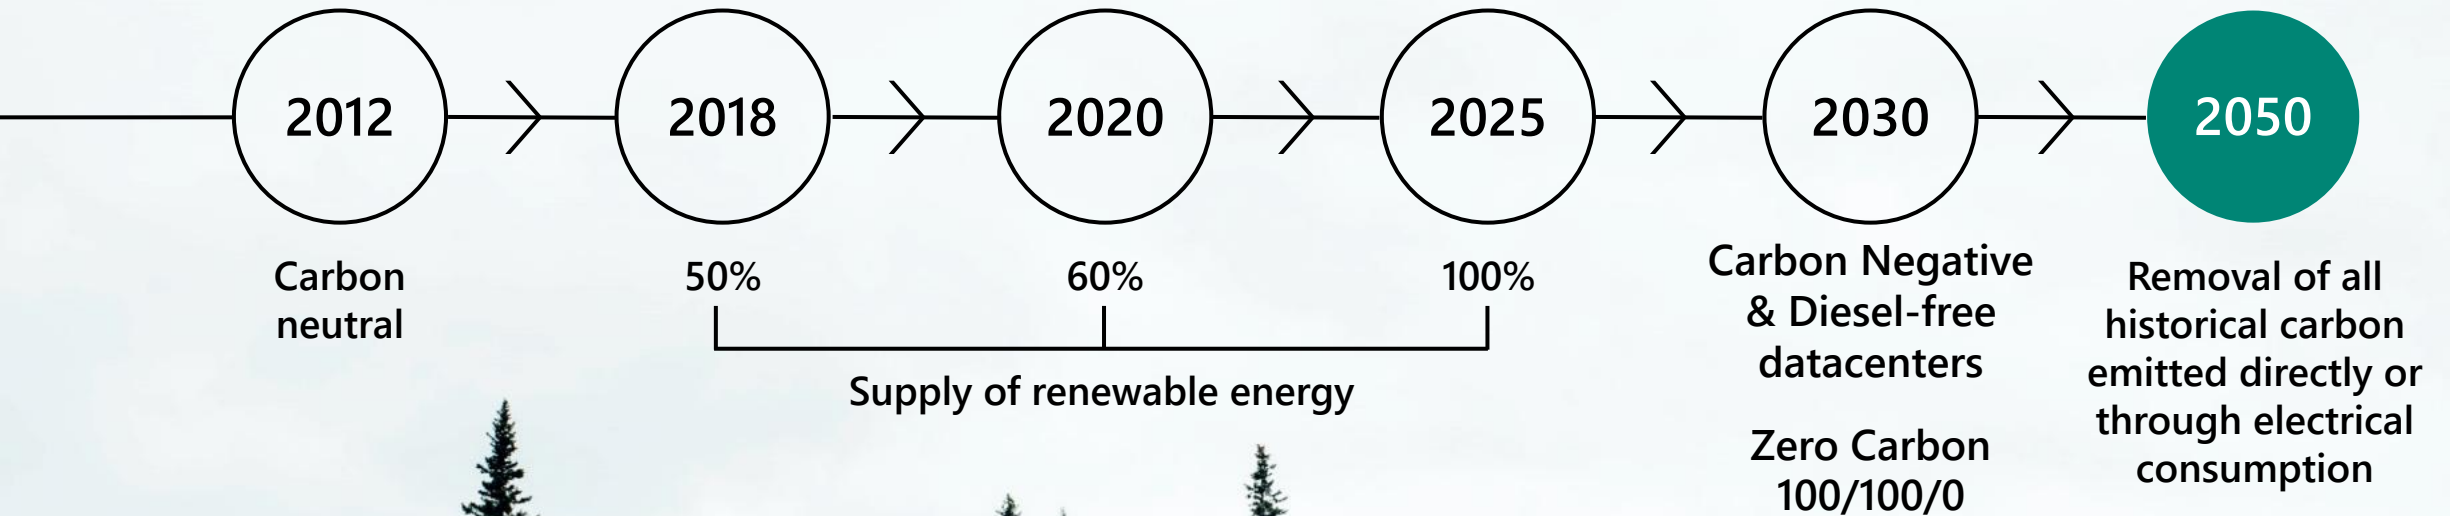 2012
2018
2020
2025
2030
2050
Carbon
neutral
50%
60%
100%
Supply of renewable energy
Carbon Negative
& Diesel-free
datacenters
Zero Carbon
100/100/0
Removal of all
historical carbon
emitted directly or
through electrical
consumption